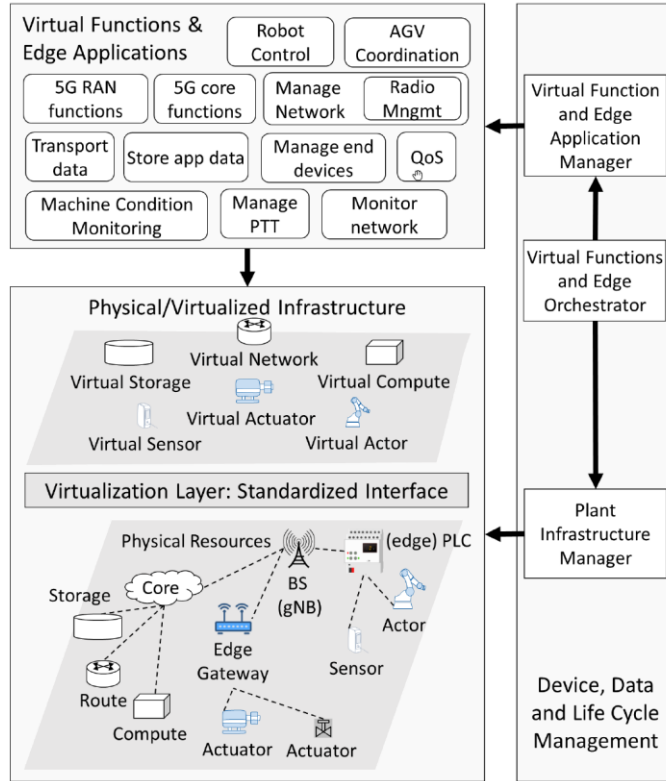 Virtual Functions &
Edge Applications
Robot
Control
AGV
Coordination
5G RAN
functions
5G core
functions
Manage
Network
Radio
Mngmt
Transport
data
Store app data
Manage end
devices
QoS
Machine Condition
Monitoring
Manage
PTT
Monitor
network
Virtual Function
and Edge
Application
Manager
Virtual Functions
and Edge
Orchestrator
Physical/Virtualized Infrastructure
Virtual Network
Virtual Storage
Virtual Compute
Virtual Actuator
Virtual Sensor
Virtual Actor
Virtualization Layer: Standardized Interface
Plant
Infrastructure
Manager
Physical Resources
(edge) PLC
BS
(gNB)
Core
Storage
Edge
Gateway
Actor
Sensor
Route
Compute
Actuator
Actuator
Device, Data
and Life Cycle
Management